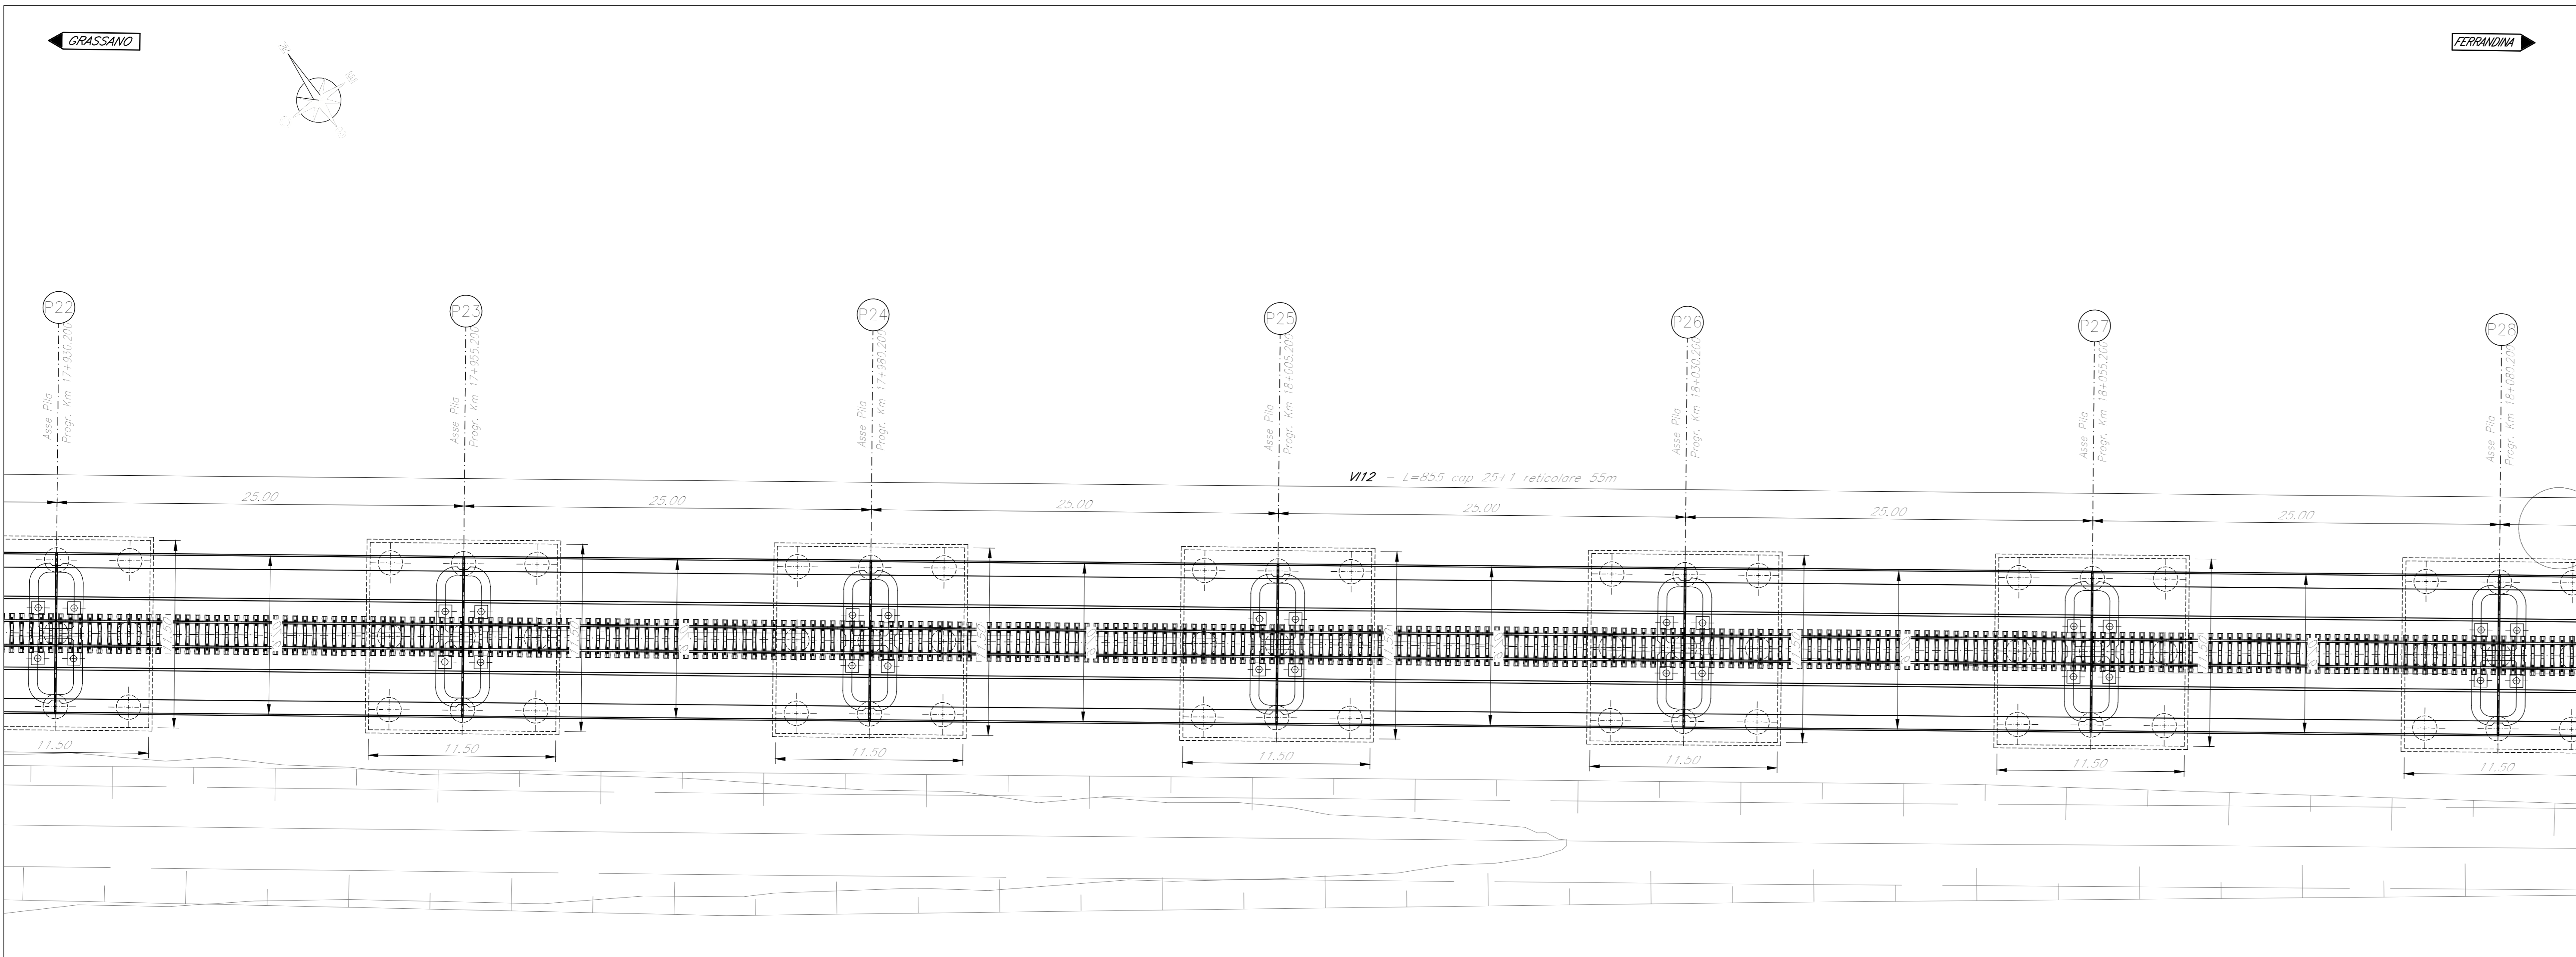 GRASSANO
FERRANDINA
P22
P23
P24
P25
P26
P27
P28
Asse Pila
Progr. Km 17+930.200
Asse Pila
Progr. Km 17+955.200
Asse Pila
Progr. Km 17+980.200
Asse Pila
Progr. Km 18+005.200
Asse Pila
Progr. Km 18+030.200
Asse Pila
Progr. Km 18+055.200
Asse Pila
Progr. Km 18+080.200
VI12 - L=855 cap 25+1 reticolare 55m
25.00
25.00
25.00
25.00
25.00
25.00
11.50
11.50
11.50
11.50
11.50
11.50
11.50